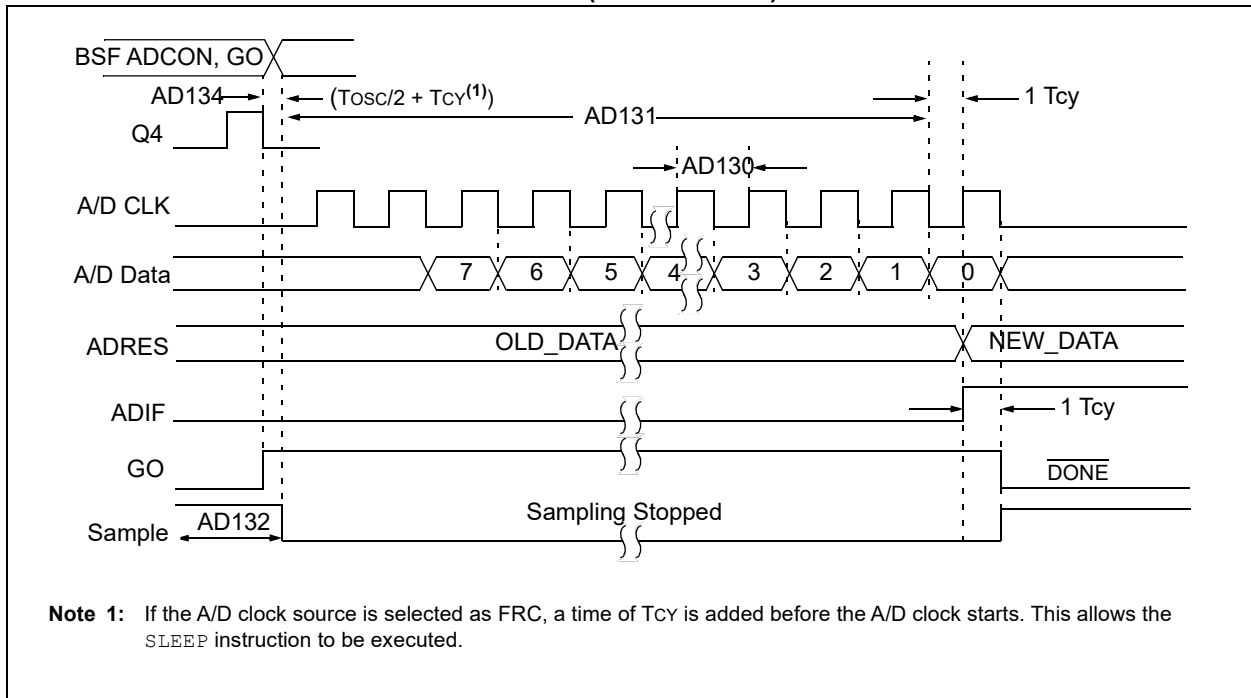 BSF ADCON, GO
AD134
(TOSC/2 + TCY(1))
1 Tcy
AD131
Q4
AD130
A/D CLK
A/D Data
7 6 5 4 3 2 1 0
ADRES
OLD_DATA
NEW_DATA
ADIF
1 Tcy
GO
DONE
Sample
AD132
Sampling Stopped
Note 1: If the A/D clock source is selected as FRC, a time of TCY is added before the A/D clock starts. This allows the
SLEEP instruction to be executed.